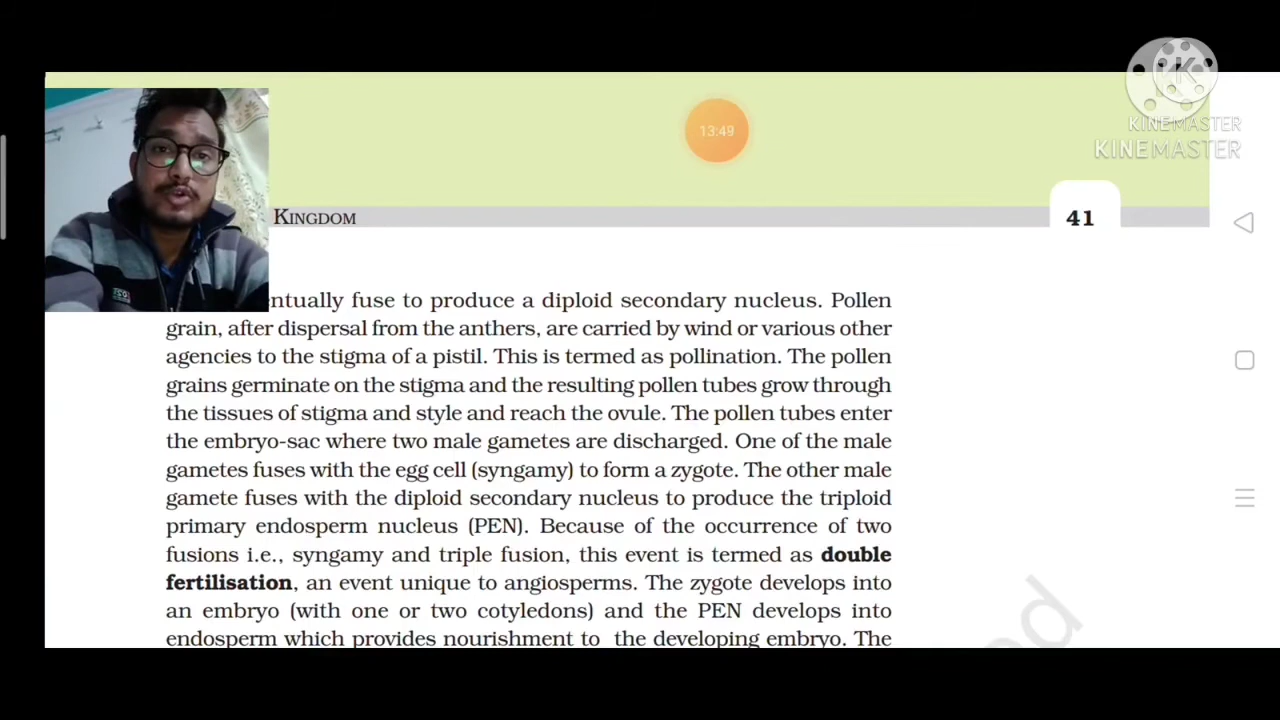 13:49
KINEMASTER
KINEMASTER
KINGDOM
41
entually fuse to produce a diploid secondary nucleus. Pollen
grain, after dispersal from the anthers, are carried by wind or various other
agencies to the stigma of a pistil. This is termed as pollination. The pollen
grains germinate on the stigma and the resulting pollen tubes grow through
the tissues of stigma and style and reach the ovule. The pollen tubes enter
the embryo-sac where two male gametes are discharged. One of the male
gametes fuses with the egg cell (syngamy) to form a zygote. The other male
gamete fuses with the diploid secondary nucleus to produce the triploid
primary endosperm nucleus (PEN). Because of the occurrence of two
fusions i.e., syngamy and triple fusion, this event is termed as double
fertilisation, an event unique to angiosperms. The zygote develops into
an embryo (with one or two cotyledons) and the PEN develops into
endosperm which provides nourishment to the developing embryo. The